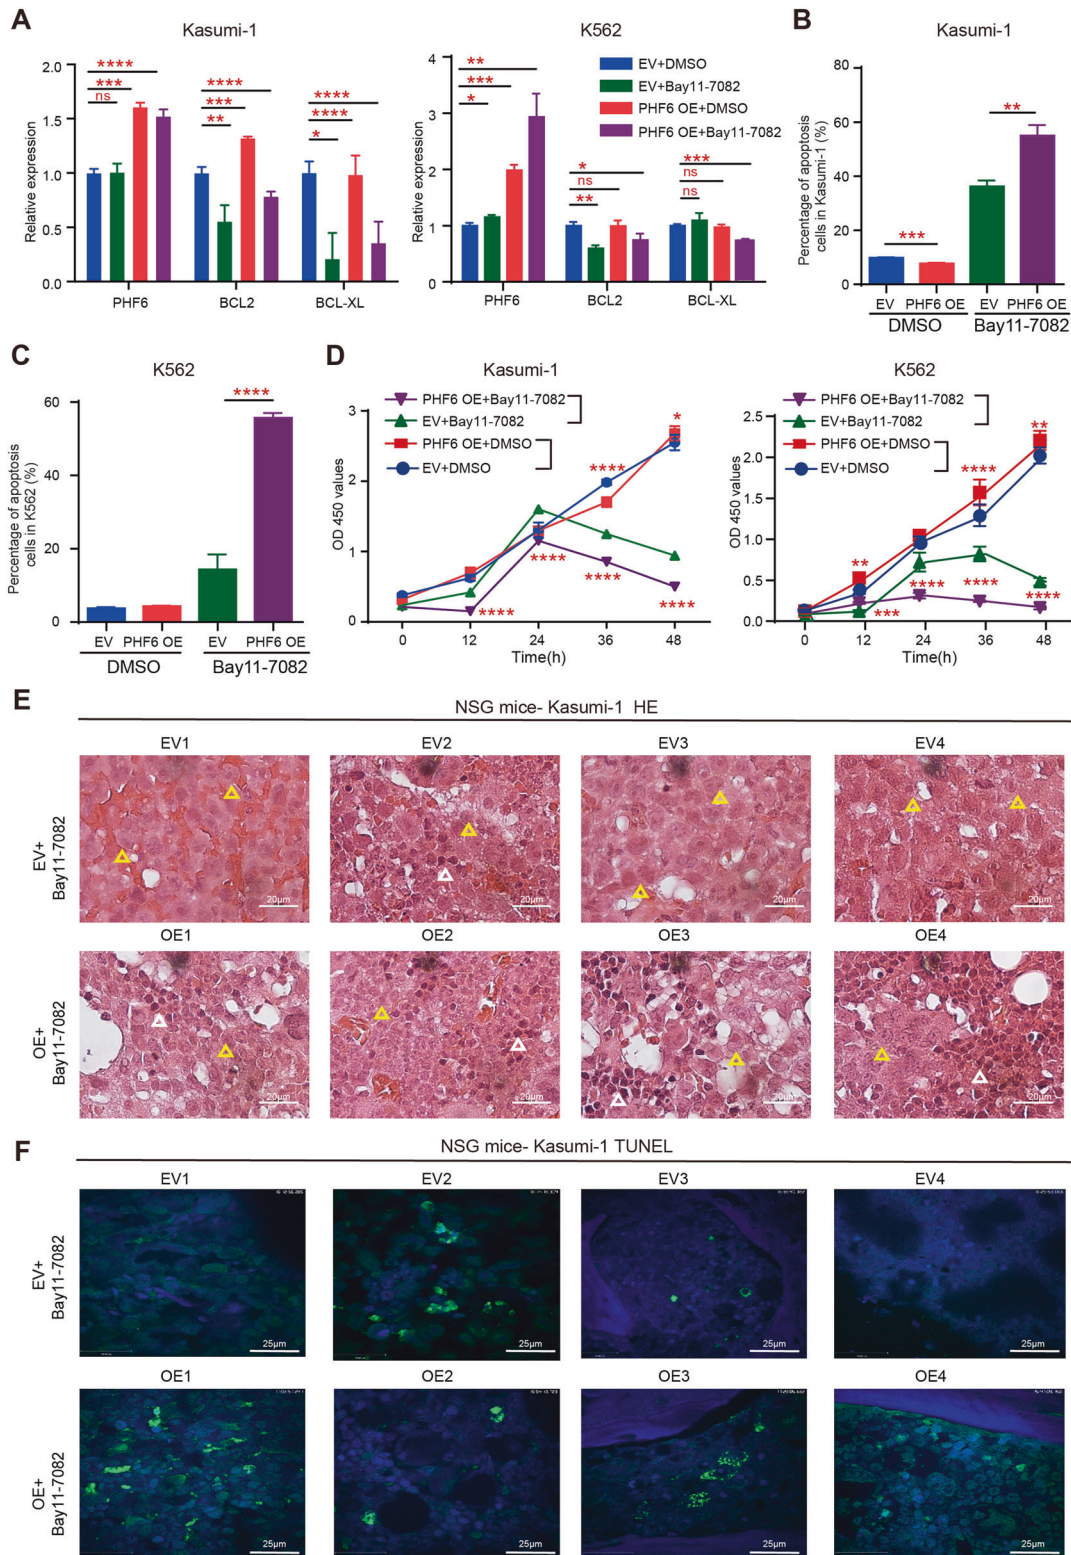 A
Kasumi-1
K562
Relative expression
2.0
1.5
1.0
0.5
0.0
****
***
ns
****
***
**
****
****
*
PHF6
BCL2
BCL-XL
Relative expression
4
3
2
1
0
**
***
*
*
ns
**
***
ns
ns
PHF6
BCL2
BCL-XL
EV+DMSO
EV+Bay11-7082
PHF6 OE+DMSO
PHF6 OE+Bay11-7082
B
Kasumi-1
Percentage of apoptosis
cells in Kasumi-1 (%)
80
60
40
20
0
***
**
EV
PHF6 OE
EV
PHF6 OE
DMSO
Bay11-7082
C
K562
Percentage of apoptosis
cells in K562 (%)
60
40
20
0
****
EV
PHF6 OE
EV
PHF6 OE
DMSO
Bay11-7082
D
Kasumi-1
PHF6 OE+Bay11-7082
EV+Bay11-7082
PHF6 OE+DMSO
EV+DMSO
OD 450 values
3
2
1
0
*
****
****
****
****
****
0
12
24
36
48
Time(h)
K562
PHF6 OE+Bay11-7082
EV+Bay11-7082
PHF6 OE+DMSO
EV+DMSO
OD 450 values
2.5
2.0
1.5
1.0
0.5
0.0
**
****
**
****
****
***
****
0
12
24
36
48
Time(h)
E
NSG mice- Kasumi-1 HE
EV1
EV2
EV3
EV4
EV+
Bay11-7082
20μm
20μm
20μm
20μm
OE1
OE2
OE3
OE4
OE+
Bay11-7082
20μm
20μm
20μm
20μm
F
NSG mice- Kasumi-1 TUNEL
EV1
EV2
EV3
EV4
EV+
Bay11-7082
25μm
25μm
25μm
25μm
OE1
OE2
OE3
OE4
OE+
Bay11-7082
25μm
25μm
25μm
25μm